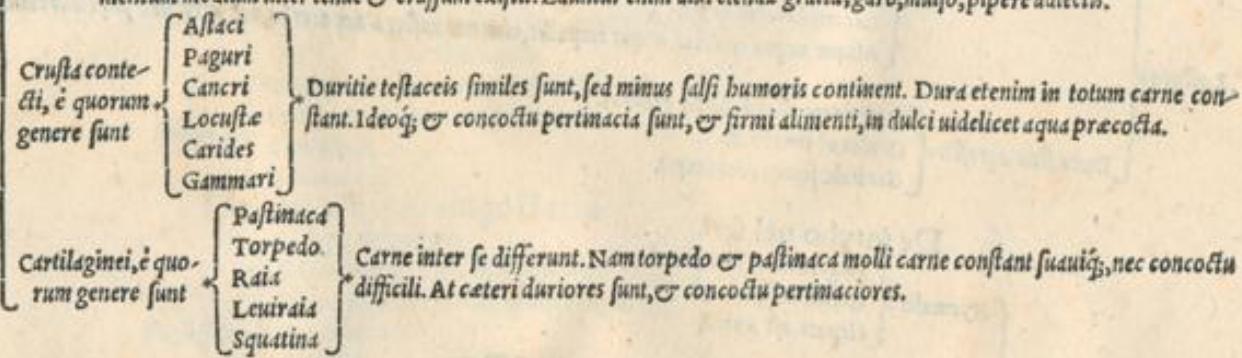 Crusta conte-
cti, è quorum
genere sunt
Astaci
Paguri
Cancri
Locustæ
Carides
Gammari
Duritie testaceis similes sunt, sed minus salsi humoris continent. Dura etenim in totum carne con-
stant. Ideoq́; & concoctu pertinacia sunt, & firmi alimenti, in dulci uidelicet aqua præcocta.
Cartilaginei, è quo-
rum genere sunt
Pastinaca
Torpedo
Raia
Leuiraia
Squatina
Carne inter se differunt. Nam torpedo & pastinaca molli carne constant suauiq́;, nec concoctu
difficili. At cæteri duriores sunt, & concoctu pertinaciores.